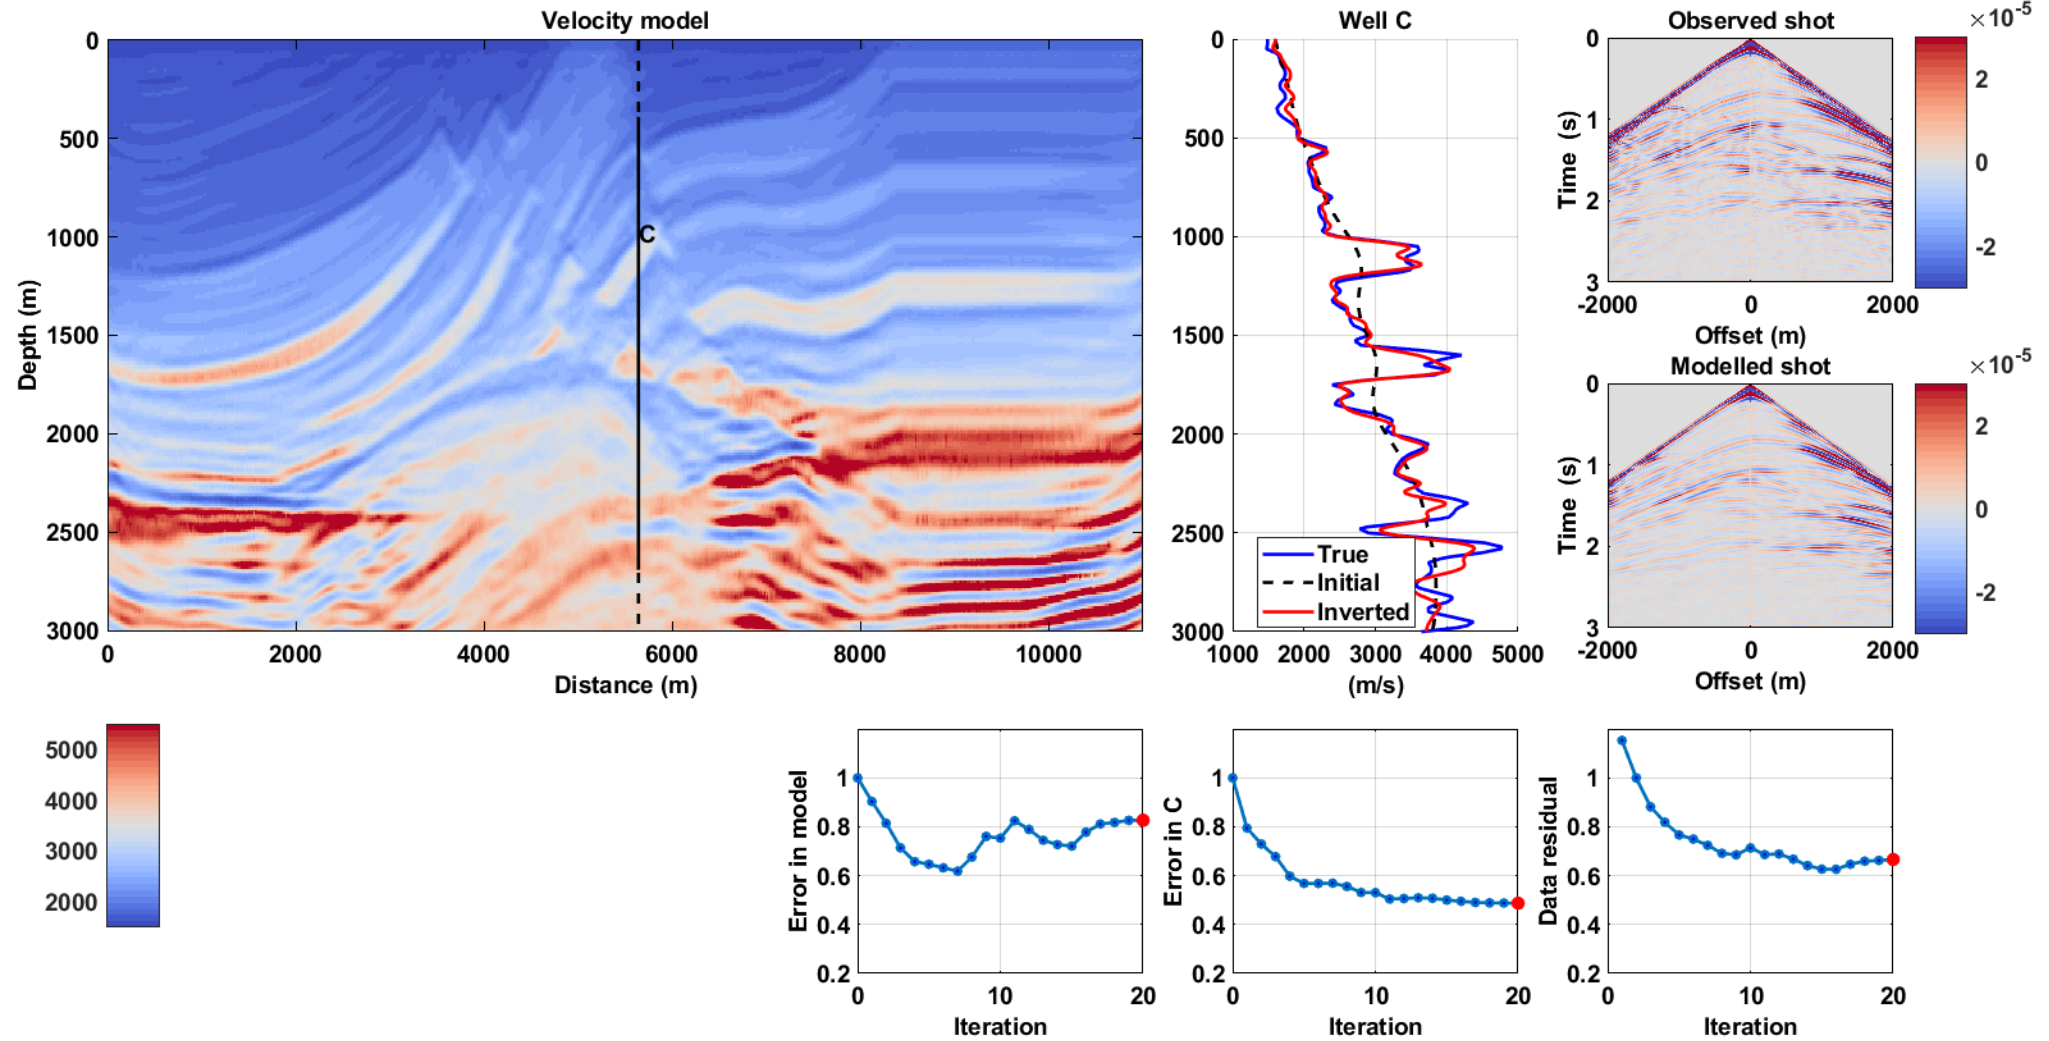 Velocity model
0
500
1000
1500
2000
2500
3000
Depth (m)
C
0 2000 4000 6000 8000 10000
Distance (m)
5000
4000
3000
2000
Well C
0
500
1000
1500
2000
2500
3000
True
Initial
Inverted
1000 2000 3000 4000 5000
(m/s)
Observed shot
×10-5
0
1
2
3
Time (s)
-2000 0 2000
Offset (m)
2
0
-2
Modelled shot
×10-5
0
1
2
3
Time (s)
-2000 0 2000
Offset (m)
2
0
-2
Error in model
1
0.8
0.6
0.4
0.2
0 10 20
Iteration
Error in C
1
0.8
0.6
0.4
0.2
0 10 20
Iteration
Data residual
1
0.8
0.6
0.4
0.2
0 10 20
Iteration